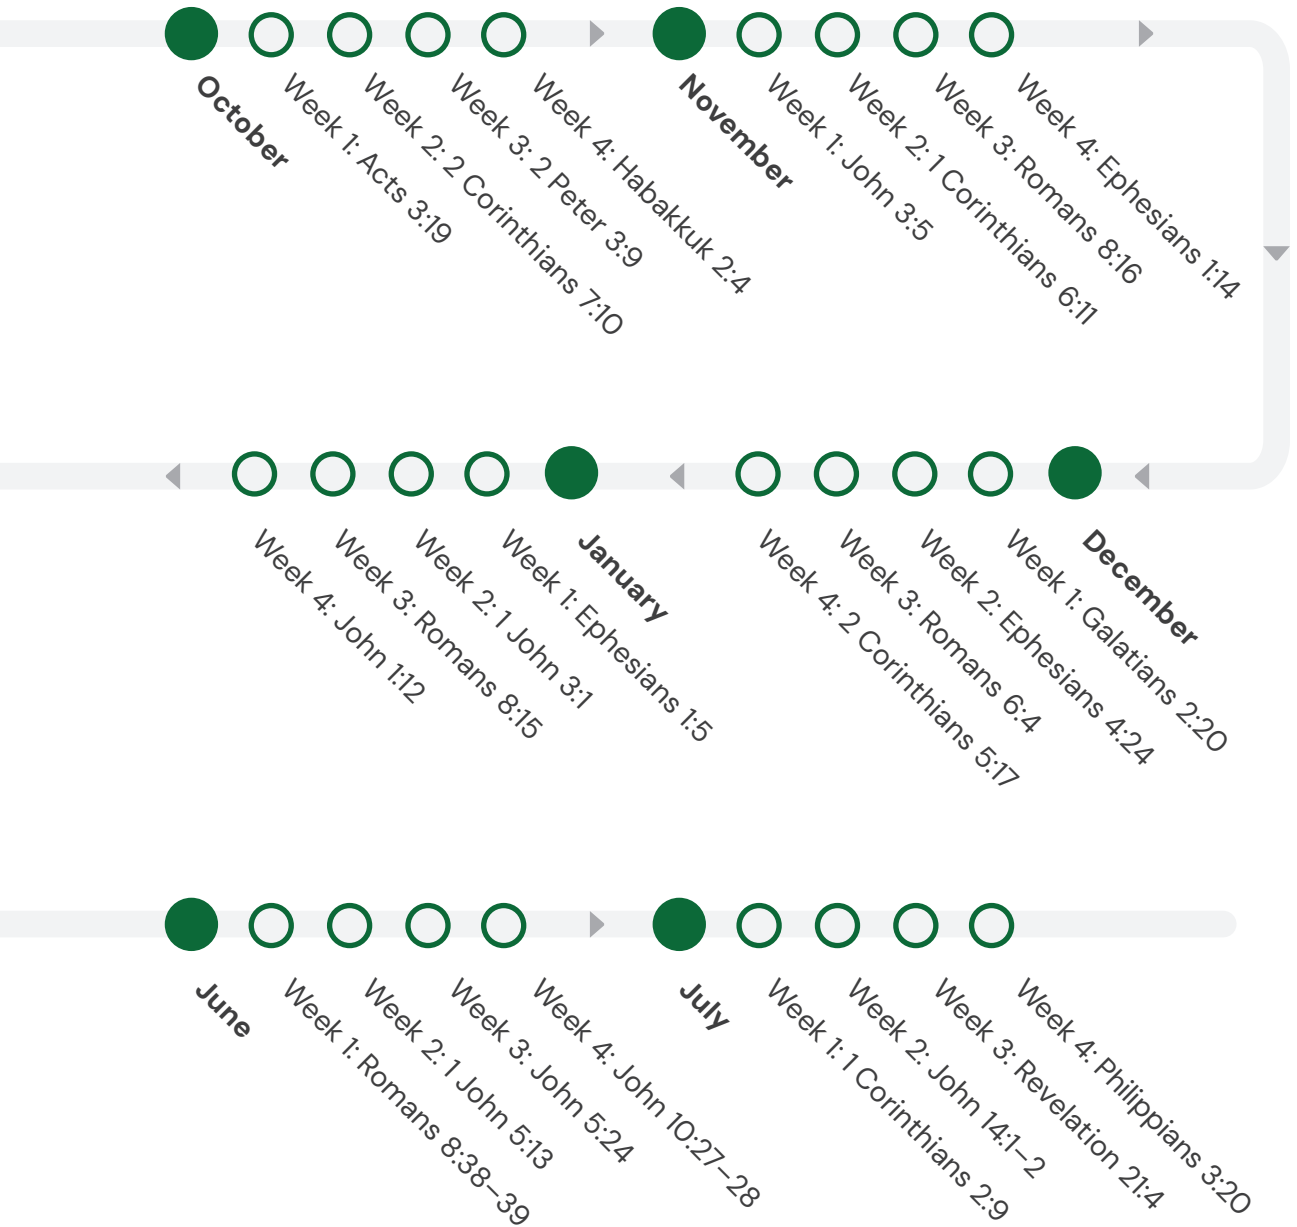 October
Week 1: Acts 3:19
Week 2: 2 Corinthians 7:10
Week 3: 2 Peter 3:9
Week 4: Habakkuk 2:4
November
Week 1: John 3:5
Week 2: 1 Corinthians 6:11
Week 3: Romans 8:16
Week 4: Ephesians 1:14
December
Week 1: Galatians 2:20
Week 2: Ephesians 4:24
Week 3: Romans 6:4
Week 4: 2 Corinthians 5:17
January
Week 1: Ephesians 1:5
Week 2: 1 John 3:1
Week 3: Romans 8:15
Week 4: John 1:12
June
Week 1: Romans 8:38–39
Week 2: 1 John 5:13
Week 3: John 5:24
Week 4: John 10:27–28
July
Week 1: 1 Corinthians 2:9
Week 2: John 14:1–2
Week 3: Revelation 21:4
Week 4: Philippians 3:20